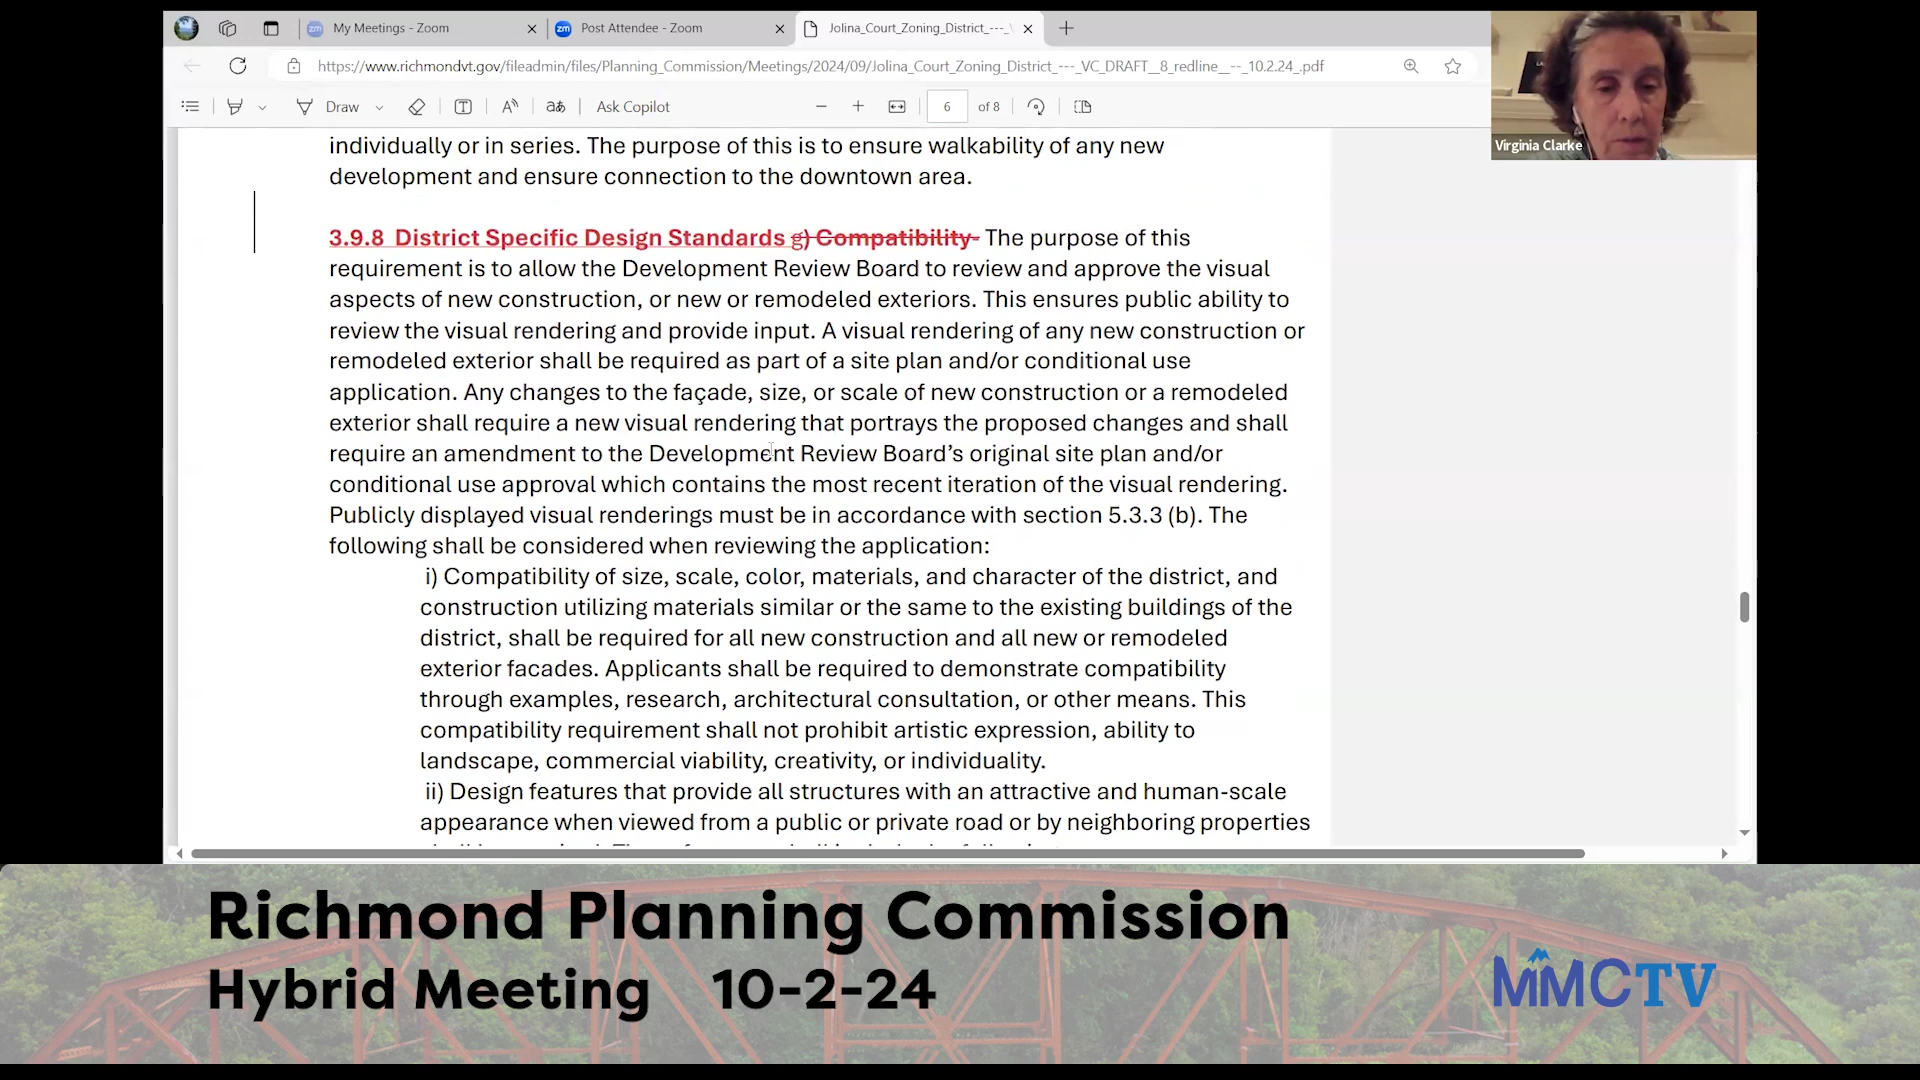 My Meetings - Zoom
Post Attendee - Zoom
Jolina_Court_Zoning_District_---_V
https://www.richmondvt.gov/fileadmin/files/Planning_Commission/Meetings/2024/09/Jolina_Court_Zoning_District_---_VC_DRAFT__8_redline__--_10.2.24_.pdf
Draw
aあ
Ask Copilot
6 of 8
Virginia Clarke
individually or in series. The purpose of this is to ensure walkability of any new
development and ensure connection to the downtown area.
3.9.8 District Specific Design Standards g) Compatibility- The purpose of this
requirement is to allow the Development Review Board to review and approve the visual
aspects of new construction, or new or remodeled exteriors. This ensures public ability to
review the visual rendering and provide input. A visual rendering of any new construction or
remodeled exterior shall be required as part of a site plan and/or conditional use
application. Any changes to the façade, size, or scale of new construction or a remodeled
exterior shall require a new visual rendering that portrays the proposed changes and shall
require an amendment to the Development Review Board’s original site plan and/or
conditional use approval which contains the most recent iteration of the visual rendering.
Publicly displayed visual renderings must be in accordance with section 5.3.3 (b). The
following shall be considered when reviewing the application:
i) Compatibility of size, scale, color, materials, and character of the district, and
construction utilizing materials similar or the same to the existing buildings of the
district, shall be required for all new construction and all new or remodeled
exterior facades. Applicants shall be required to demonstrate compatibility
through examples, research, architectural consultation, or other means. This
compatibility requirement shall not prohibit artistic expression, ability to
landscape, commercial viability, creativity, or individuality.
ii) Design features that provide all structures with an attractive and human-scale
appearance when viewed from a public or private road or by neighboring properties
Richmond Planning Commission
Hybrid Meeting 10-2-24
MMCTV